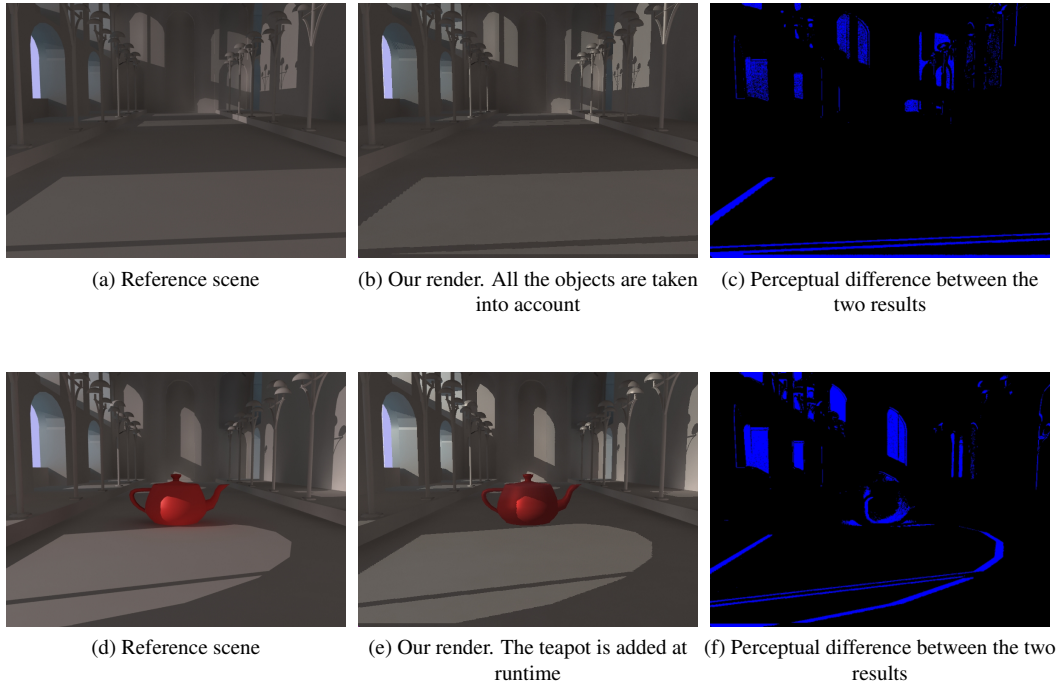 (a) Reference scene
(b) Our render. All the objects are taken
into account
(c) Perceptual difference between the
two results
(d) Reference scene
(e) Our render. The teapot is added at
runtime
(f) Perceptual difference between the two
results